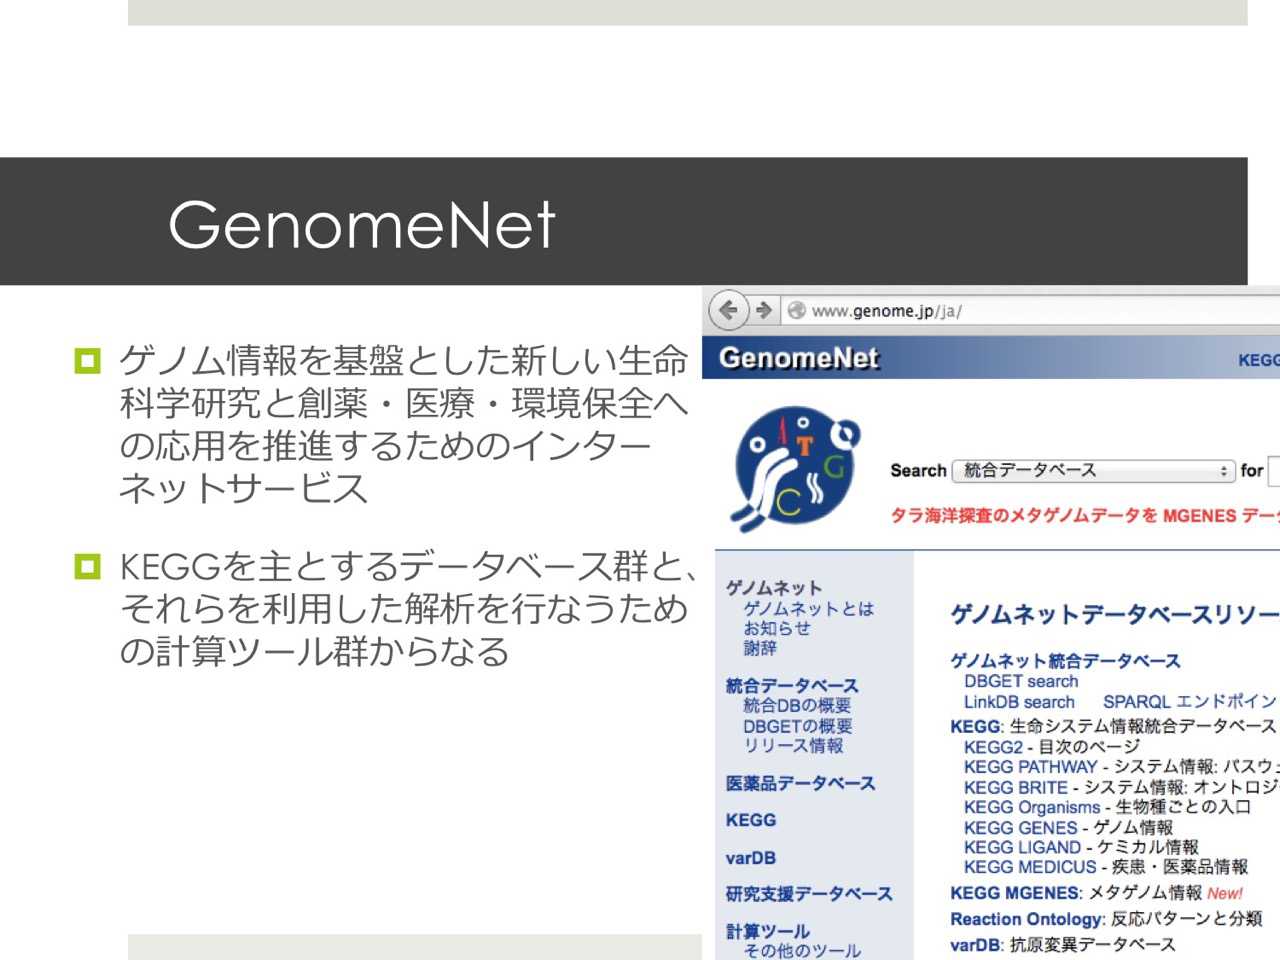 GenomeNet
ゲノム情報を基盤とした新しい生命
科学研究と創薬・医療・環境保全へ
の応用を推進するためのインター
ネットサービス
KEGGを主とするデータベース群と、
それらを利用した解析を行なうため
の計算ツール群からなる
www.genome.jp/ja/
GenomeNet
KEGG
A T G C
Search 統合データベース for
タラ海洋探査のメタゲノムデータを MGENES データ
ゲノムネット
ゲノムネットとは
お知らせ
謝辞
統合データベース
統合DBの概要
DBGETの概要
リリース情報
医薬品データベース
KEGG
varDB
研究支援データベース
計算ツール
その他のツール
ゲノムネットデータベースリソー
ゲノムネット統合データベース
DBGET search
LinkDB search SPARQL エンドポイン
KEGG: 生命システム情報統合データベース
KEGG2 - 目次のページ
KEGG PATHWAY - システム情報: パスウェ
KEGG BRITE - システム情報: オントロジ
KEGG Organisms - 生物種ごとの入口
KEGG GENES - ゲノム情報
KEGG LIGAND - ケミカル情報
KEGG MEDICUS - 疾患・医薬品情報
KEGG MGENES: メタゲノム情報 New!
Reaction Ontology: 反応パターンと分類
varDB: 抗原変異データベース